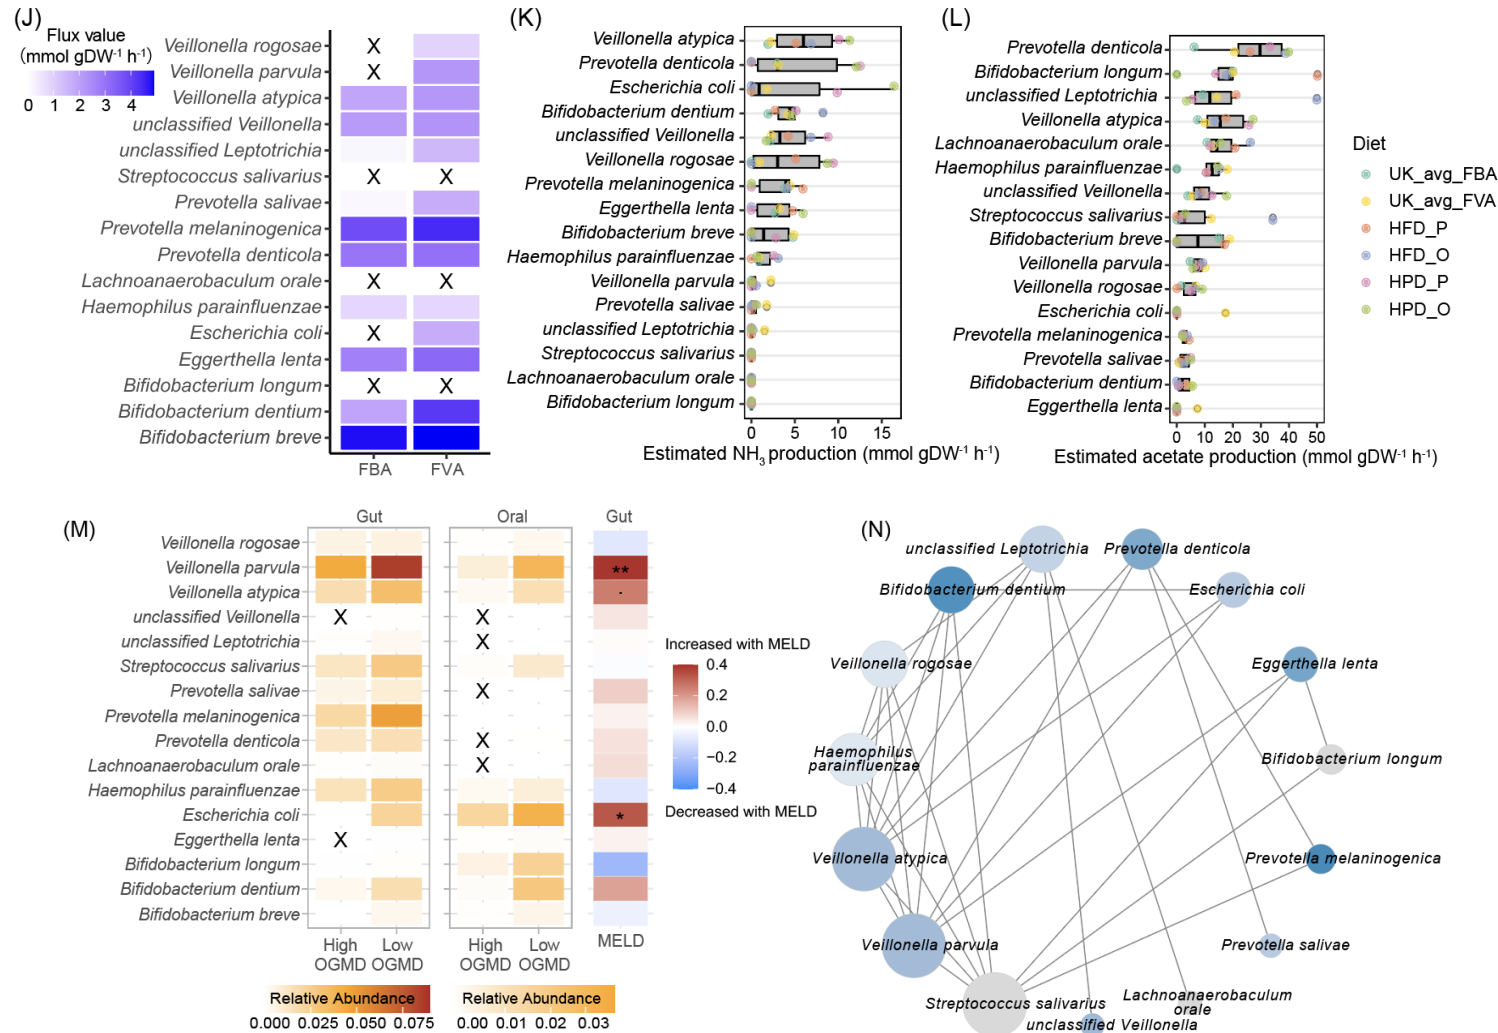 (J)
Flux value
(mmol gDW⁻¹ h⁻¹)
0 1 2 3 4
Veillonella rogosae X
Veillonella parvula X
Veillonella atypica
unclassified Veillonella
unclassified Leptotrichia
Streptococcus salivarius X X
Prevotella salivae
Prevotella melaninogenica
Prevotella denticola
Lachnoanaerobaculum orale X X
Haemophilus parainfluenzae
Escherichia coli X
Eggerthella lenta
Bifidobacterium longum X X
Bifidobacterium dentium
Bifidobacterium breve
FBA FVA
(K)
Veillonella atypica
Prevotella denticola
Escherichia coli
Bifidobacterium dentium
unclassified Veillonella
Veillonella rogosae
Prevotella melaninogenica
Eggerthella lenta
Bifidobacterium breve
Haemophilus parainfluenzae
Veillonella parvula
Prevotella salivae
unclassified Leptotrichia
Streptococcus salivarius
Lachnoanaerobaculum orale
Bifidobacterium longum
0 5 10 15
Estimated NH₃ production (mmol gDW⁻¹ h⁻¹)
(L)
Prevotella denticola
Bifidobacterium longum
unclassified Leptotrichia
Veillonella atypica
Lachnoanaerobaculum orale
Haemophilus parainfluenzae
unclassified Veillonella
Streptococcus salivarius
Bifidobacterium breve
Veillonella parvula
Veillonella rogosae
Escherichia coli
Prevotella melaninogenica
Prevotella salivae
Bifidobacterium dentium
Eggerthella lenta
0 10 20 30 40 50
Estimated acetate production (mmol gDW⁻¹ h⁻¹)
Diet
UK_avg_FBA
UK_avg_FVA
HFD_P
HFD_O
HPD_P
HPD_O
(M)
Gut Oral Gut
Veillonella rogosae
Veillonella parvula **
Veillonella atypica .
unclassified Veillonella X X
unclassified Leptotrichia X
Streptococcus salivarius
Prevotella salivae X
Prevotella melaninogenica
Prevotella denticola X
Lachnoanaerobaculum orale X
Haemophilus parainfluenzae
Escherichia coli *
Eggerthella lenta X
Bifidobacterium longum
Bifidobacterium dentium
Bifidobacterium breve
High Low High Low MELD
OGMD OGMD OGMD OGMD
Relative Abundance
0.000 0.025 0.050 0.075
Relative Abundance
0.00 0.01 0.02 0.03
Increased with MELD
0.4
0.2
0.0
−0.2
−0.4
Decreased with MELD
(N)
unclassified Leptotrichia
Prevotella denticola
Bifidobacterium dentium
Escherichia coli
Veillonella rogosae
Eggerthella lenta
Haemophilus
parainfluenzae
Bifidobacterium longum
Veillonella atypica
Prevotella melaninogenica
Veillonella parvula
Prevotella salivae
Streptococcus salivarius
Lachnoanaerobaculum
orale
unclassified Veillonella